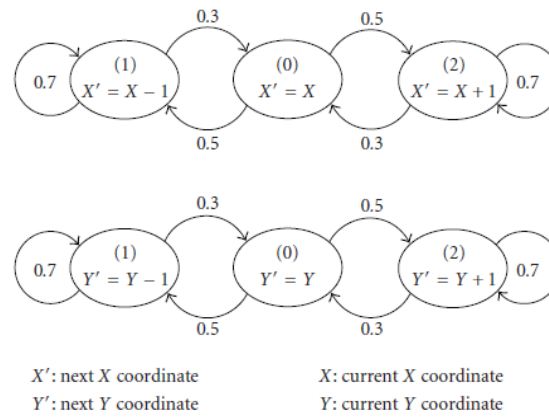 0.3 0.5
(1) (0) (2)
0.7 X′ = X − 1 X′ = X X′ = X + 1 0.7
0.5 0.3
0.3 0.5
(1) (0) (2)
0.7 Y′ = Y − 1 Y′ = Y Y′ = Y + 1 0.7
0.5 0.3
X′: next X coordinate X: current X coordinate
Y′: next Y coordinate Y: current Y coordinate